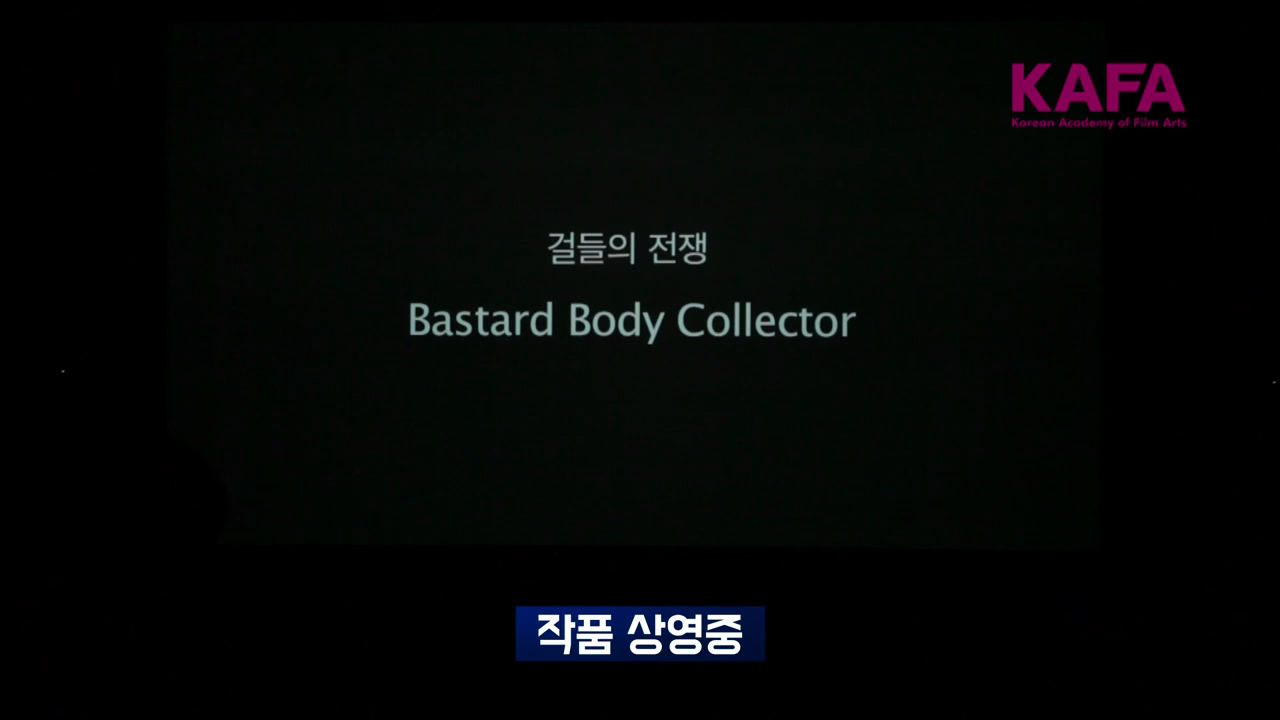 KAFA
Korean Academy of Film Arts
걸들의 전쟁
Bastard Body Collector
작품 상영중